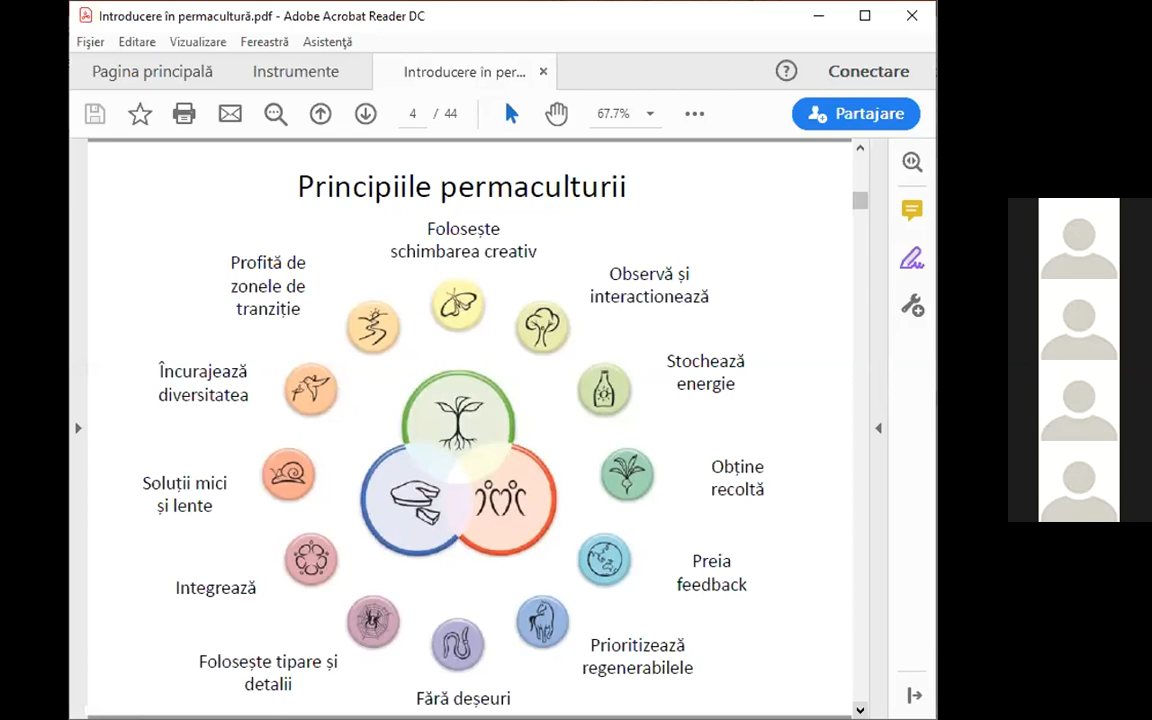 Introducere în permacultură.pdf - Adobe Acrobat Reader DC
Fișier Editare Vizualizare Fereastră Asistență
Pagina principală Instrumente Introducere în per... Conectare
4 / 44 67.7% Partajare
Principiile permaculturii
Folosește
schimbarea creativ
Profită de
zonele de
tranziție
Observă și
interactionează
Stochează
energie
Încurajează
diversitatea
Obține
recoltă
Soluții mici
și lente
Preia
feedback
Integrează
Prioritizează
regenerabilele
Folosește tipare și
detalii
Fără deșeuri